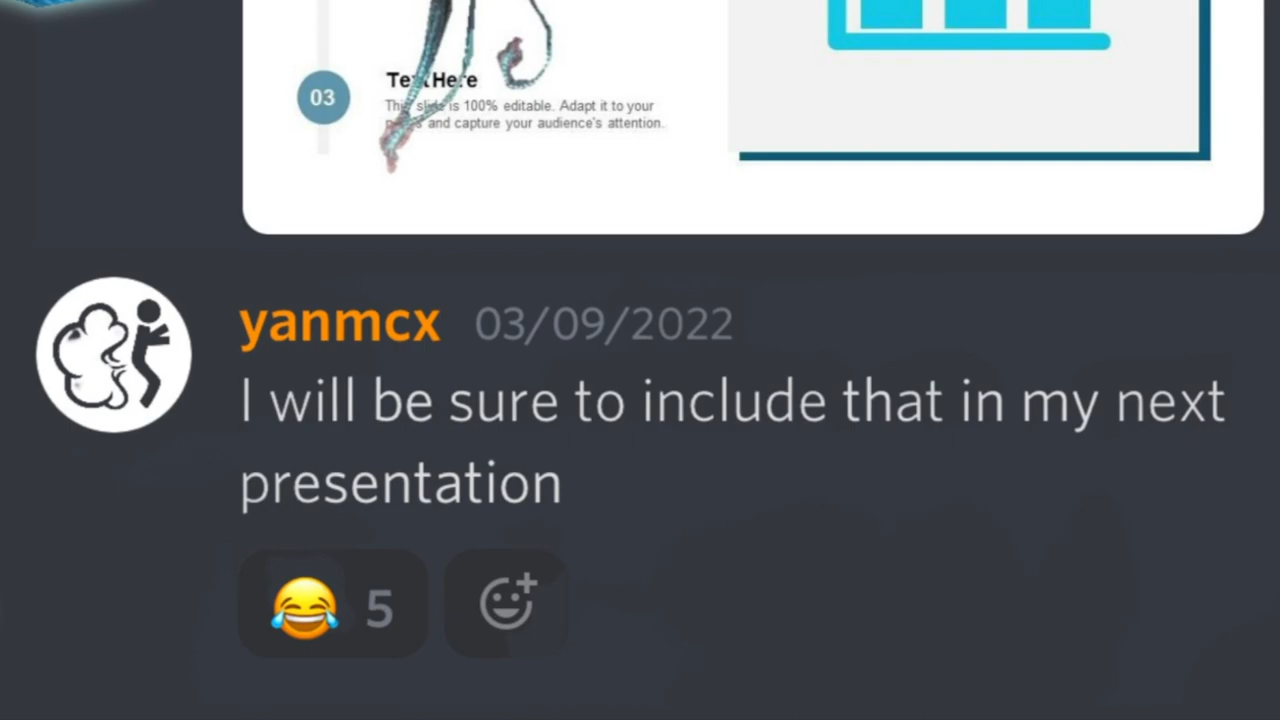 Text Here
03
This slide is 100% editable. Adapt it to your
and capture your audience's attention.
yanmcx 03/09/2022
I will be sure to include that in my next
presentation
😂 5